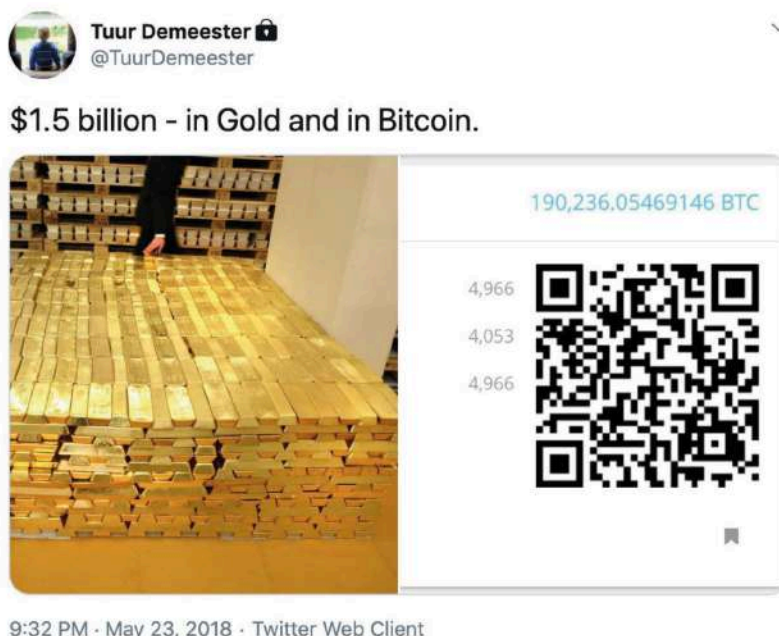 Tuur Demeester
@TuurDemeester
$1.5 billion - in Gold and in Bitcoin.
190,236.05469146 BTC
4,966
4,053
4,966
9:32 PM · May 23, 2018 · Twitter Web Client